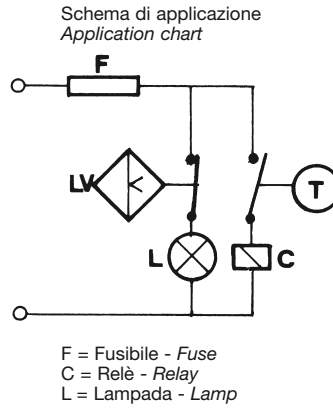 Schema di applicazione
Application chart
F
LV
T
L
C
F = Fusibile - Fuse
C = Relè - Relay
L = Lampada - Lamp